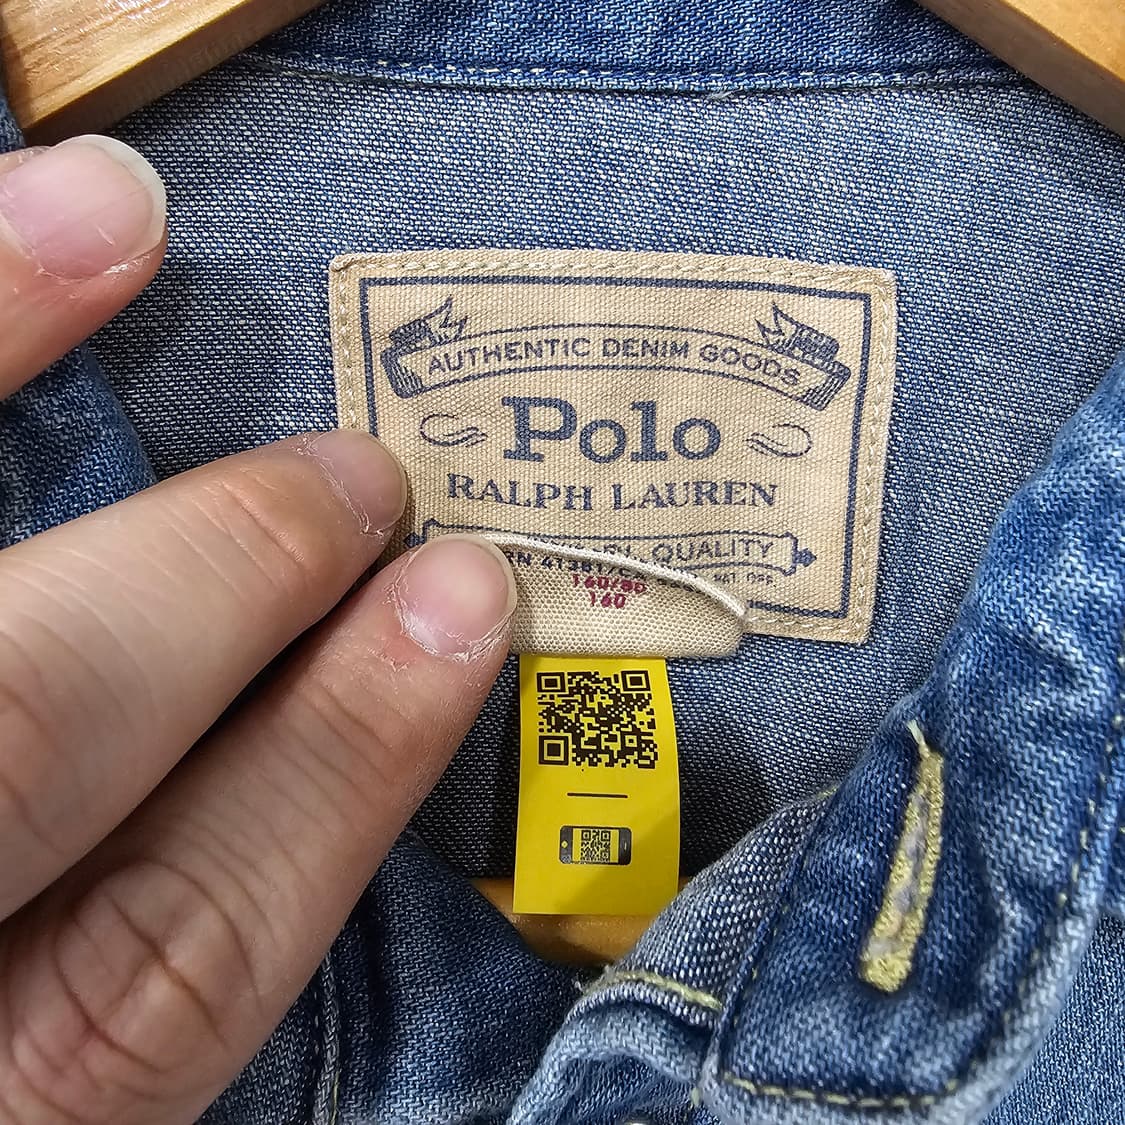 AUTHENTIC DENIM GOODS
Polo
RALPH LAUREN
QUALITY
160/80
160